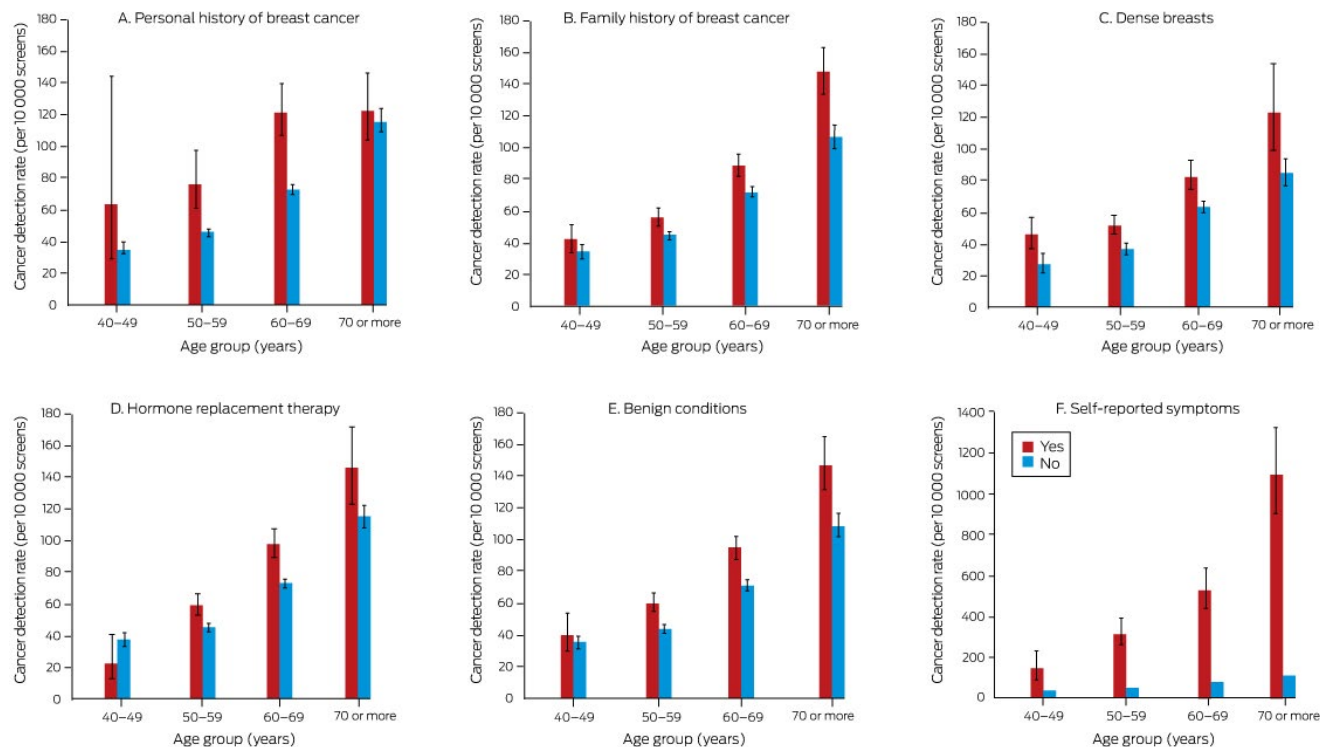 A. Personal history of breast cancer
Cancer detection rate (per 10 000 screens)
180
160
140
120
100
80
60
40
20
0
40–49
50–59
60–69
70 or more
Age group (years)
B. Family history of breast cancer
Cancer detection rate (per 10 000 screens)
180
160
140
120
100
80
60
40
20
0
40–49
50–59
60–69
70 or more
Age group (years)
C. Dense breasts
Cancer detection rate (per 10 000 screens)
180
160
140
120
100
80
60
40
20
0
40–49
50–59
60–69
70 or more
Age group (years)
D. Hormone replacement therapy
Cancer detection rate (per 10 000 screens)
180
160
140
120
100
80
60
40
20
0
40–49
50–59
60–69
70 or more
Age group (years)
E. Benign conditions
Cancer detection rate (per 10 000 screens)
180
160
140
120
100
80
60
40
20
0
40–49
50–59
60–69
70 or more
Age group (years)
F. Self-reported symptoms
Yes
No
Cancer detection rate (per 10 000 screens)
1400
1200
1000
800
600
400
200
0
40–49
50–59
60–69
70 or more
Age group (years)